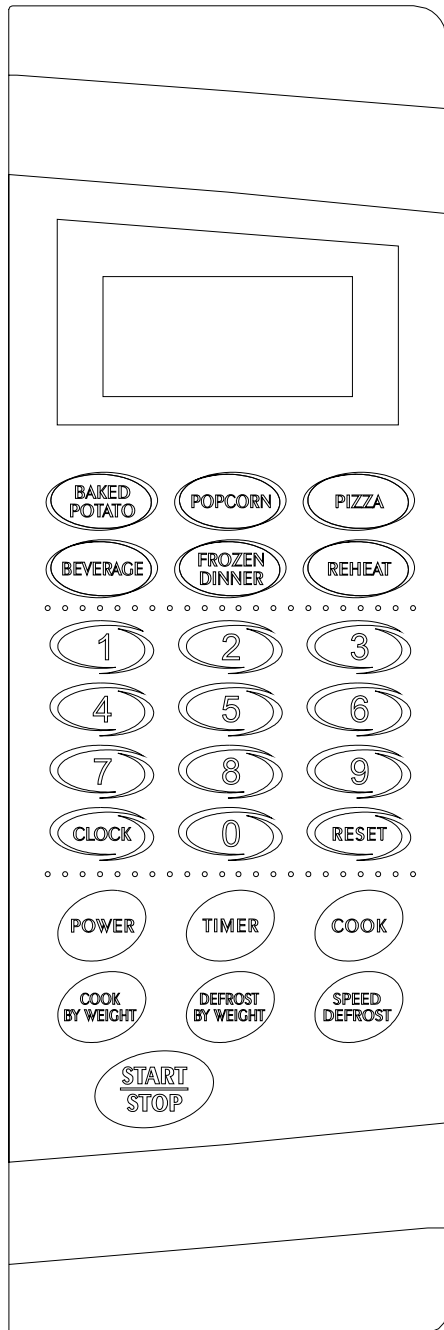 BAKED
POTATO
POPCORN
PIZZA
BEVERAGE
FROZEN
DINNER
REHEAT
1 2 3
4 5 6
7 8 9
CLOCK 0 RESET
POWER TIMER COOK
COOK
BY WEIGHT
DEFROST
BY WEIGHT
SPEED
DEFROST
START
STOP